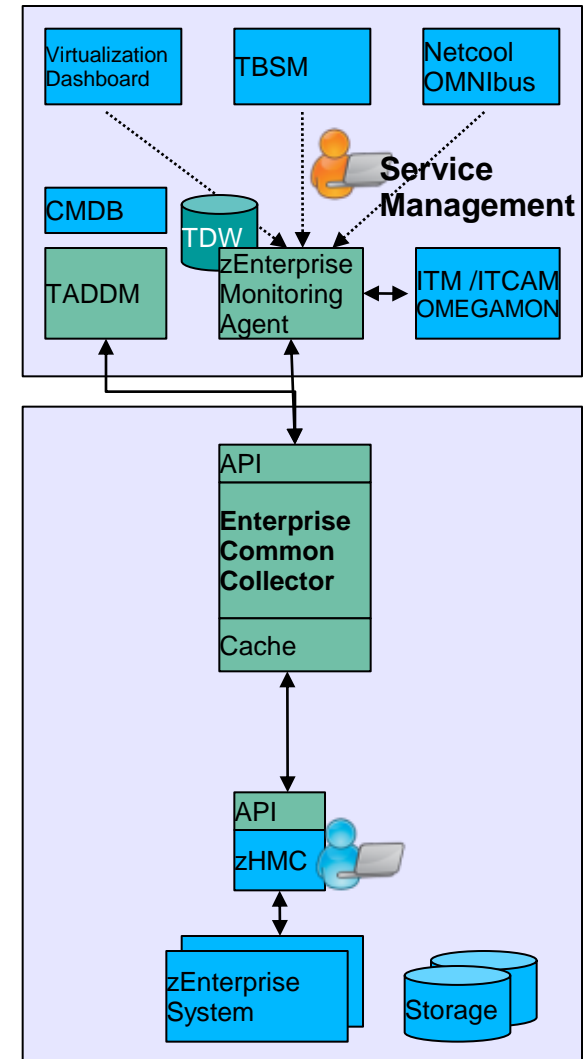 Virtualization
Dashboard
TBSM
Netcool
OMNIbus
Service
Management
CMDB
TDW
TADDM
zEnterprise
Monitoring
Agent
ITM /ITCAM
OMEGAMON
API
Enterprise
Common
Collector
Cache
API
zHMC
zEnterprise
System
Storage